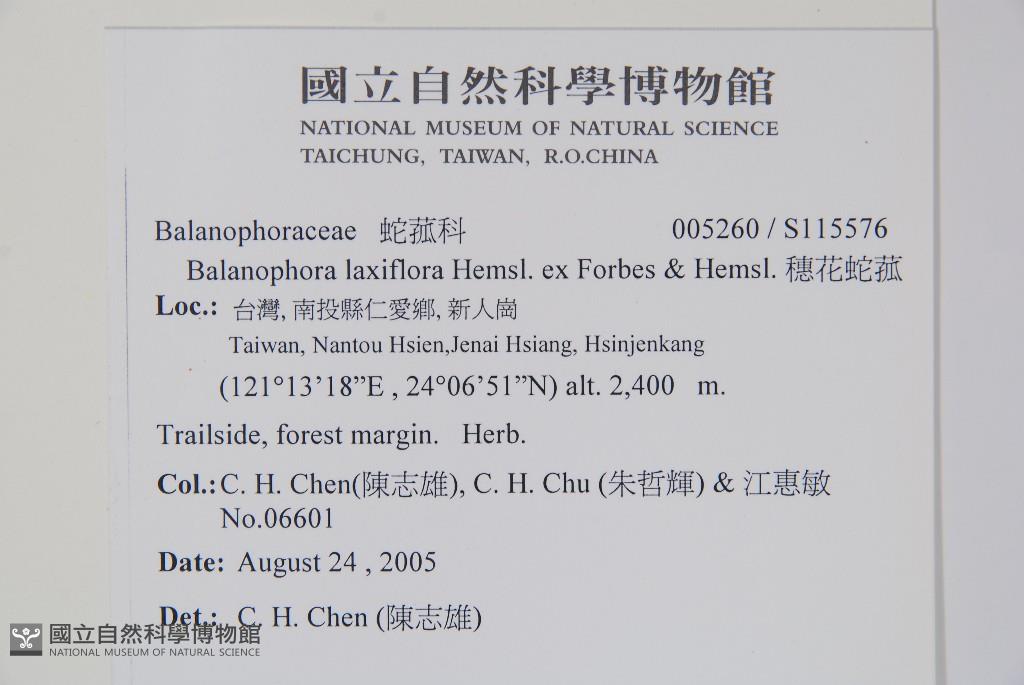 國立自然科學博物館
NATIONAL MUSEUM OF NATURAL SCIENCE
TAICHUNG, TAIWAN, R.O.CHINA
Balanophoraceae 蛇菰科 005260 / S115576
Balanophora laxiflora Hemsl. ex Forbes & Hemsl. 穗花蛇菰
Loc.: 台灣, 南投縣仁愛鄉, 新人崗
Taiwan, Nantou Hsien,Jenai Hsiang, Hsinjenkang
(121°13’18”E , 24°06’51”N) alt. 2,400 m.
Trailside, forest margin. Herb.
Col.: C. H. Chen(陳志雄), C. H. Chu (朱哲輝) & 江惠敏
No.06601
Date: August 24 , 2005
Det.: C. H. Chen (陳志雄)
國立自然科學博物館
NATIONAL MUSEUM OF NATURAL SCIENCE